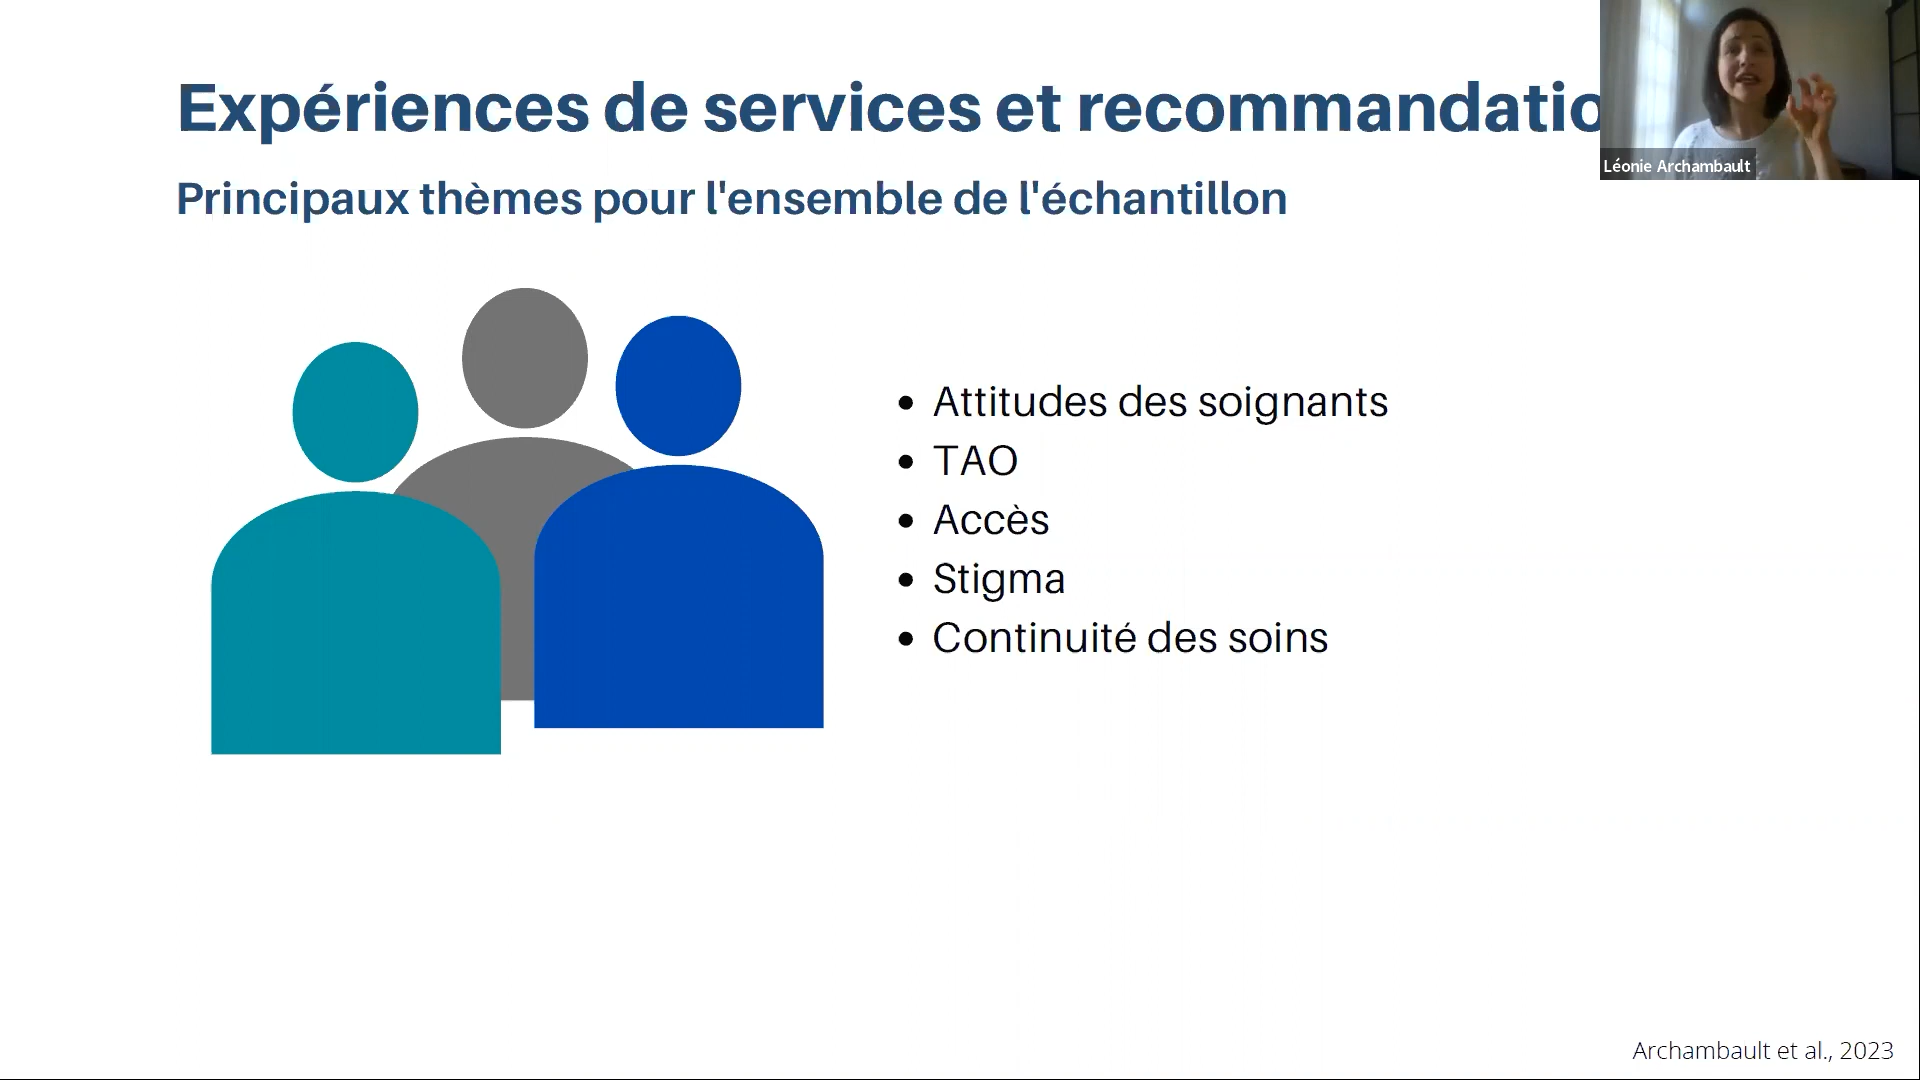 Expériences de services et recommandatio
Léonie Archambault
Principaux thèmes pour l'ensemble de l'échantillon
• Attitudes des soignants
• TAO
• Accès
• Stigma
• Continuité des soins
Archambault et al., 2023